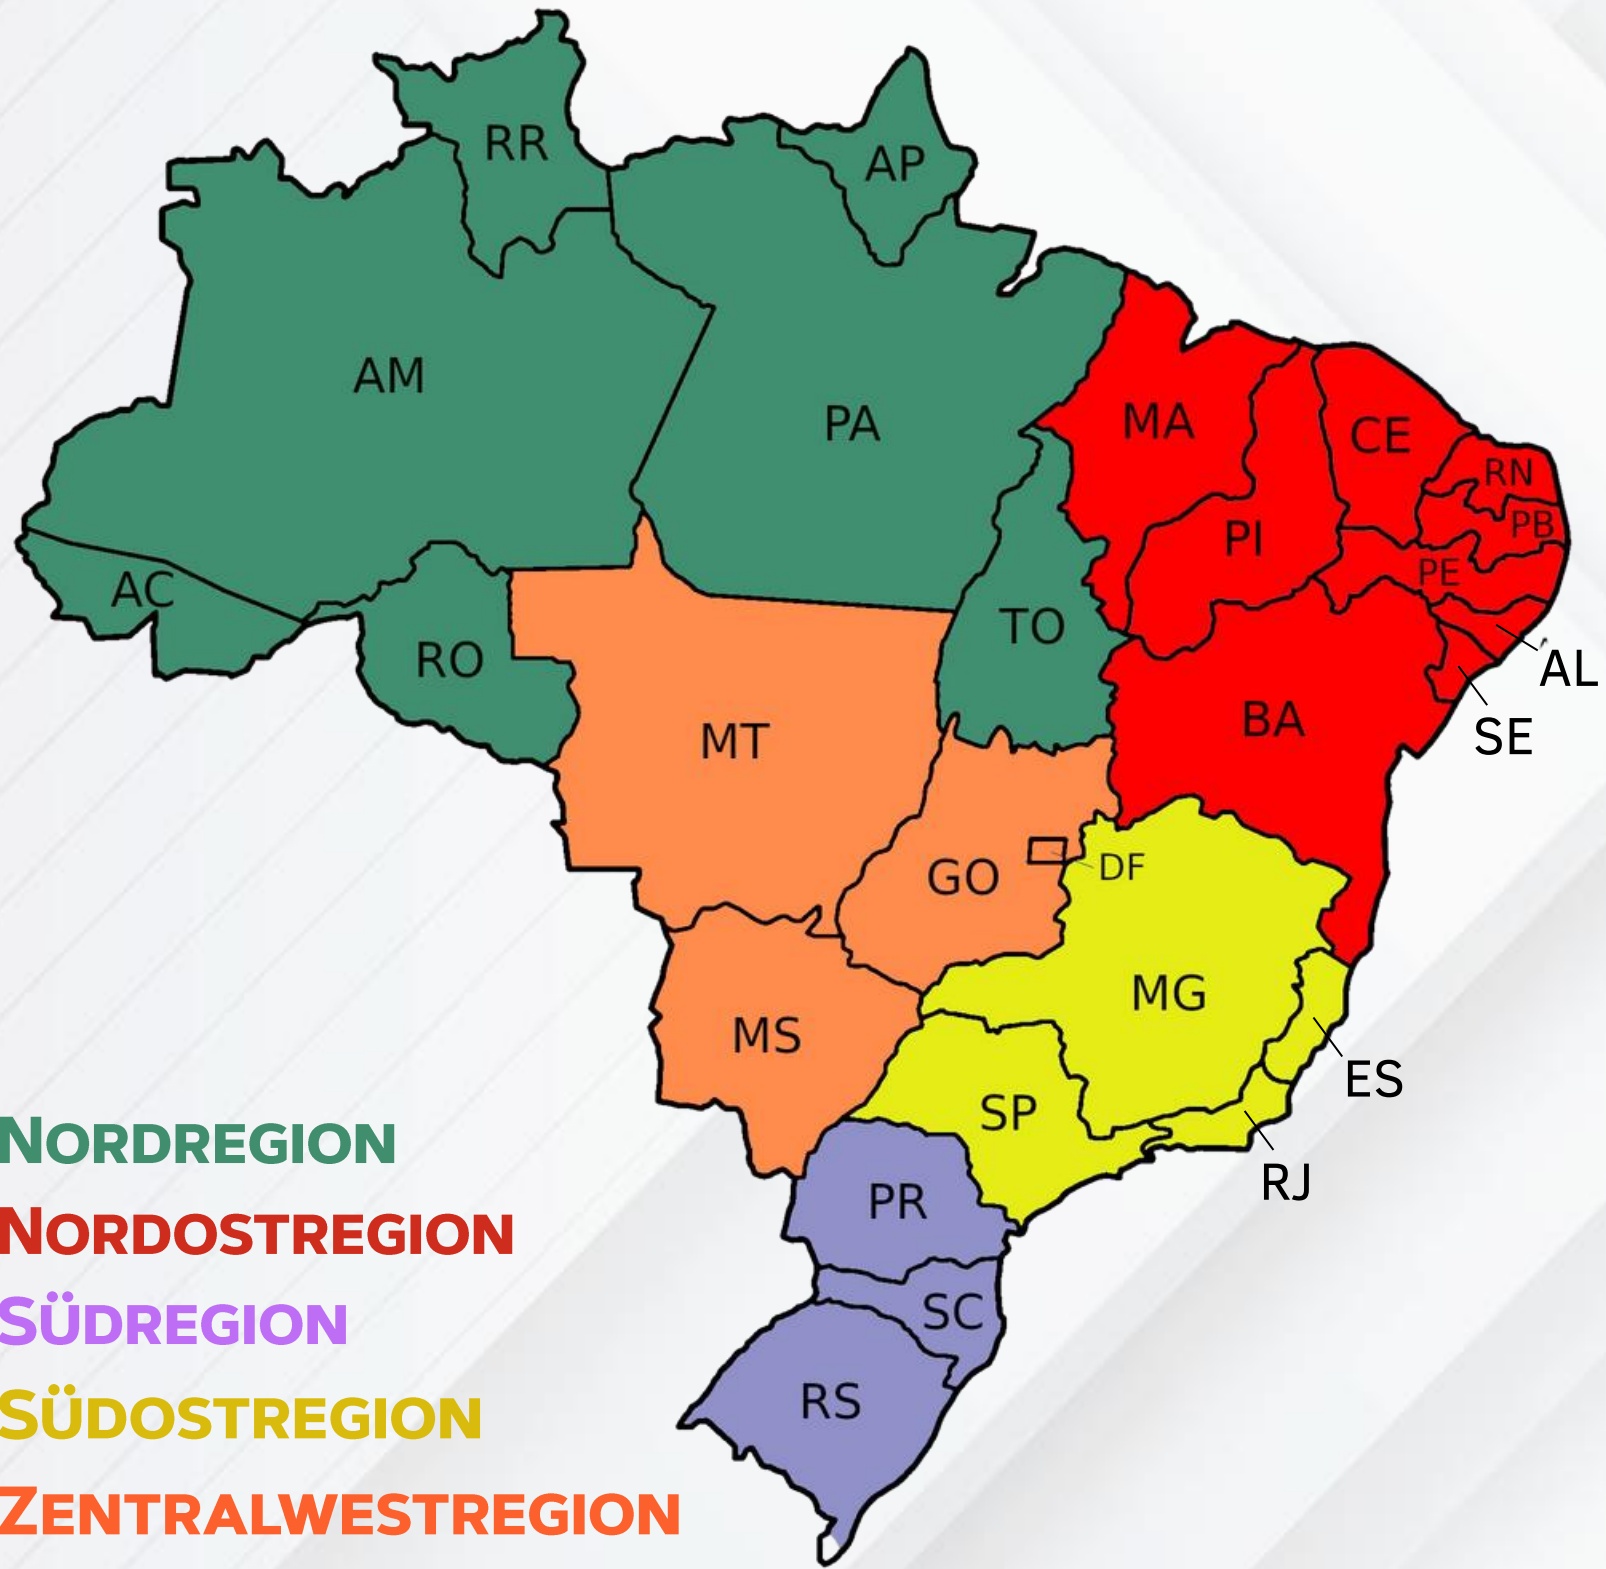 RR
AP
AM
PA
MA
CE
RN
PB
PI
PE
AC
TO
RO
AL
BA
SE
MT
GO
DF
MG
MS
ES
SP
RJ
PR
SC
RS
NORDREGION
NORDOSTREGION
SÜDREGION
SÜDOSTREGION
ZENTRALWESTREGION